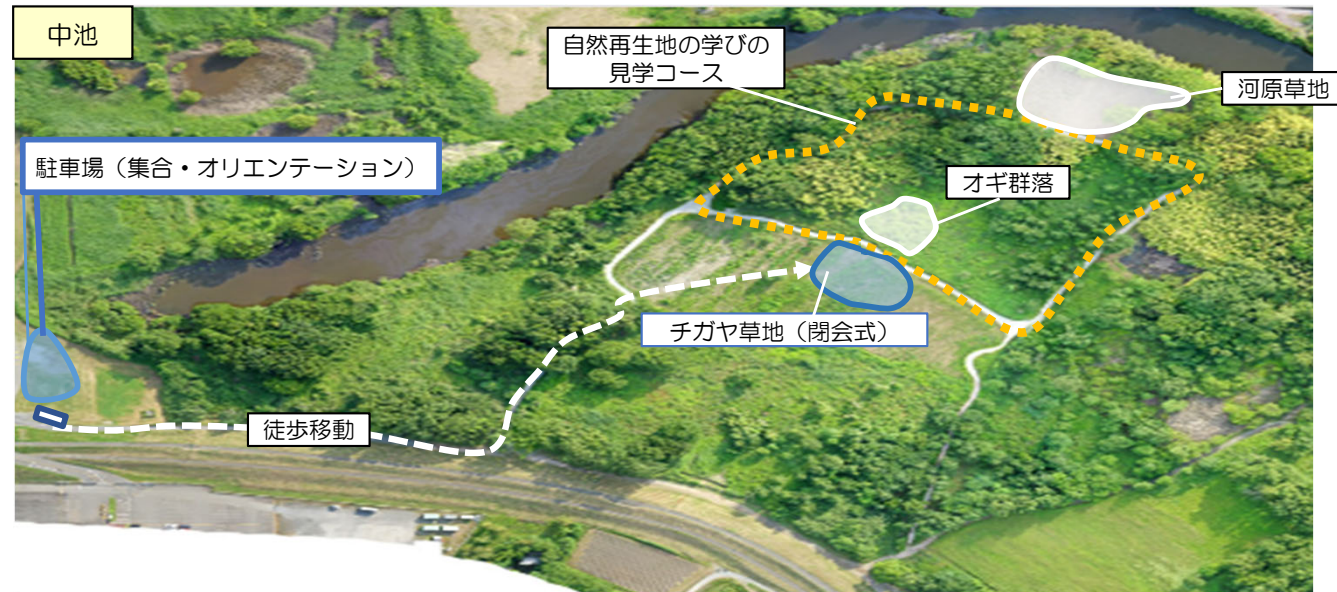 中池
自然再生地の学びの
見学コース
河原草地
駐車場（集合・オリエンテーション）
オギ群落
チガヤ草地（閉会式）
徒歩移動